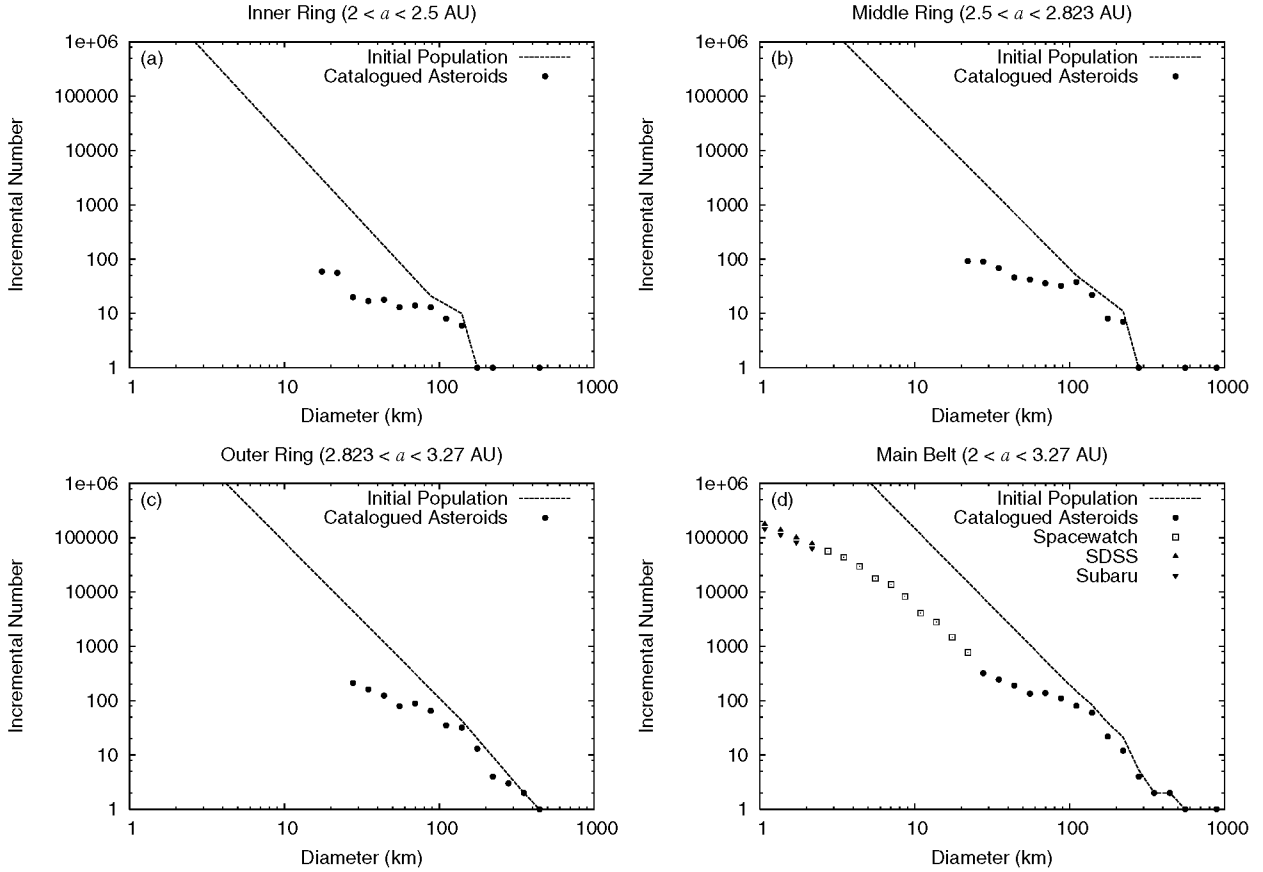 Inner Ring (2 < a < 2.5 AU)
(a)
Initial Population
Catalogued Asteroids
1e+06
100000
10000
1000
100
10
1
Incremental Number
1 10 100 1000
Diameter (km)
Middle Ring (2.5 < a < 2.823 AU)
(b)
Initial Population
Catalogued Asteroids
1e+06
100000
10000
1000
100
10
1
Incremental Number
1 10 100 1000
Diameter (km)
Outer Ring (2.823 < a < 3.27 AU)
(c)
Initial Population
Catalogued Asteroids
1e+06
100000
10000
1000
100
10
1
Incremental Number
1 10 100 1000
Diameter (km)
Main Belt (2 < a < 3.27 AU)
(d)
Initial Population
Catalogued Asteroids
Spacewatch
SDSS
Subaru
1e+06
100000
10000
1000
100
10
1
Incremental Number
1 10 100 1000
Diameter (km)